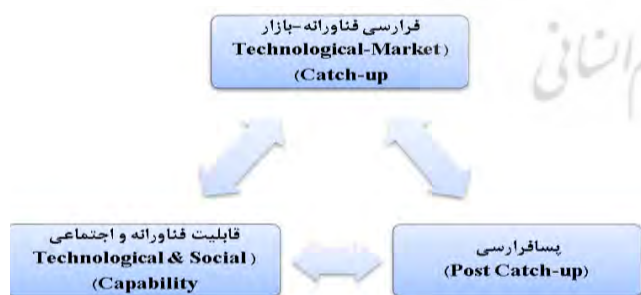 فرارسی فناورانه-بازار
Technological-Market)
(Catch-up
قابلیت فناورانه و اجتماعی
Technological & Social )
(Capability
پسافرارسی
(Post Catch-up)